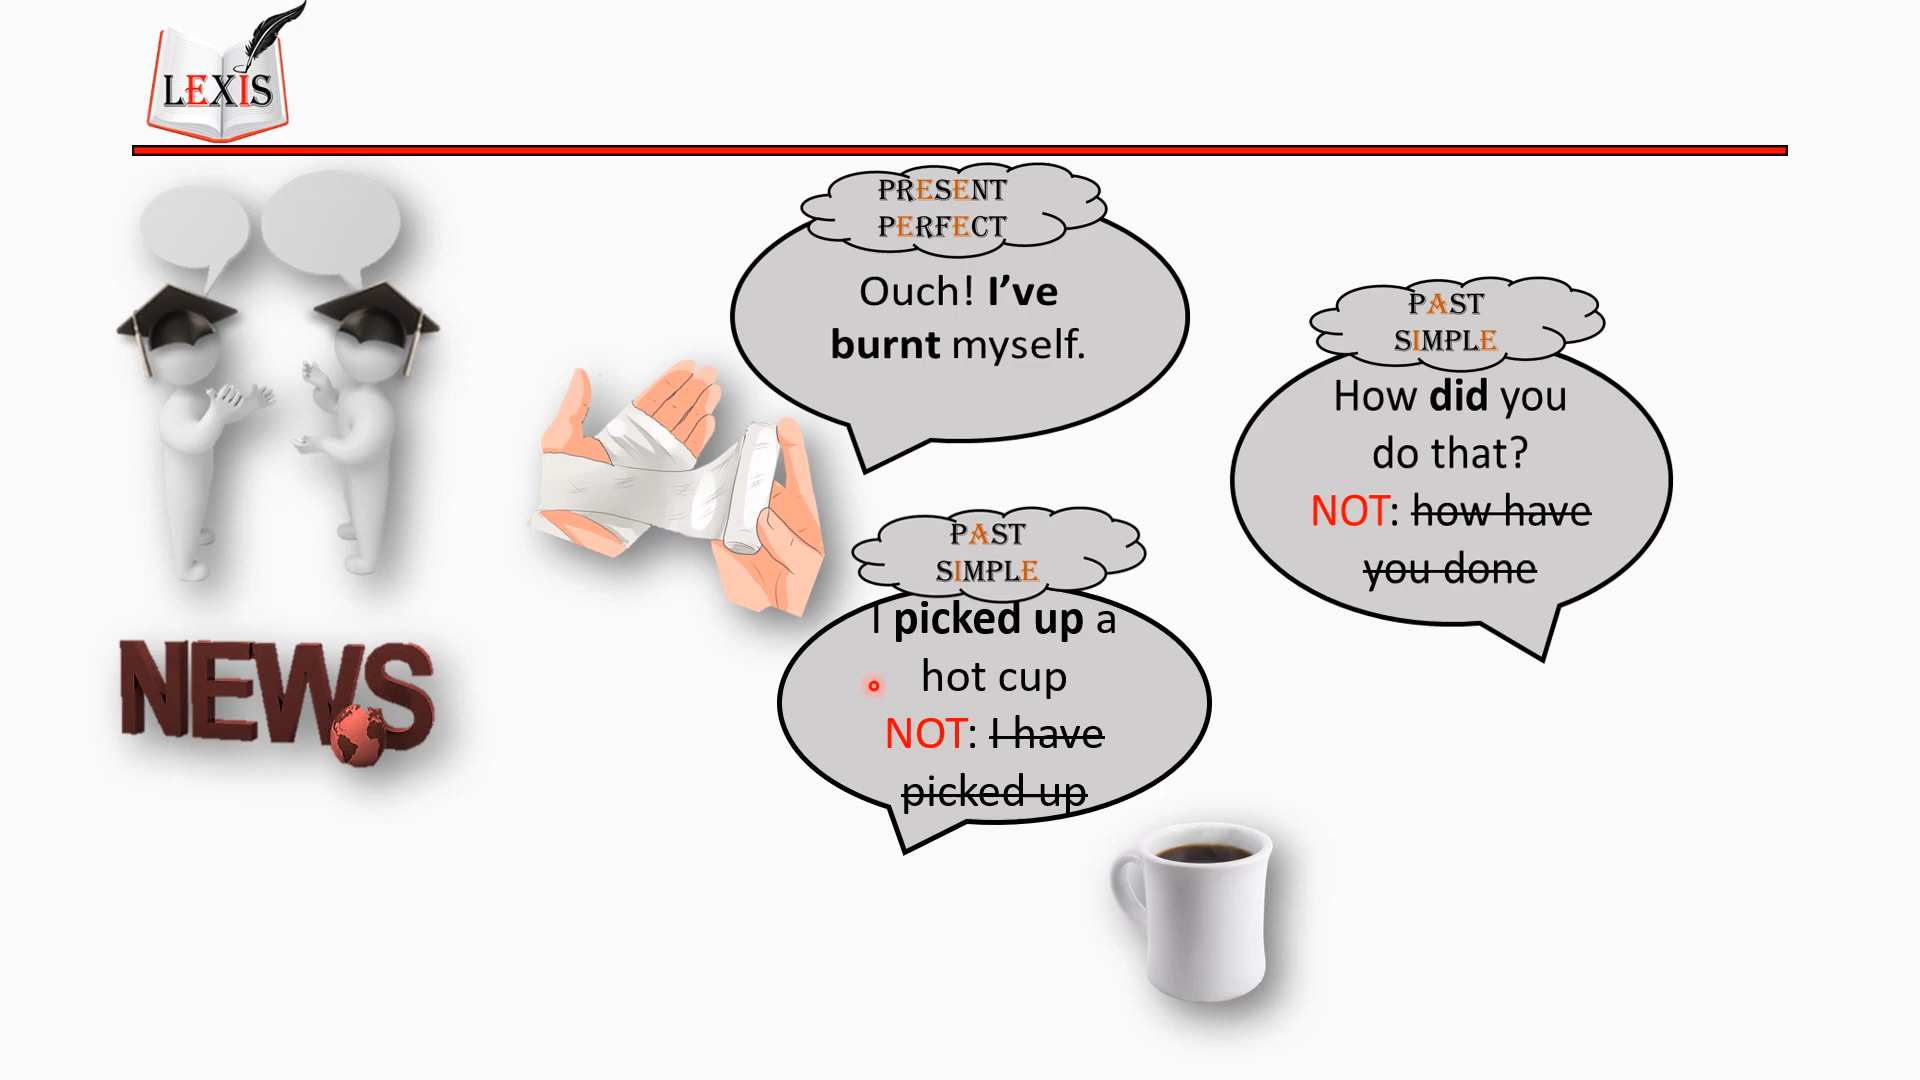 LEXIS
PRESENT
PERFECT
Ouch! I’ve
burnt myself.
PAST
SIMPLE
How did you
do that?
NOT: how have
you done
PAST
SIMPLE
I picked up a
hot cup
NOT: I have
picked up
NEWS